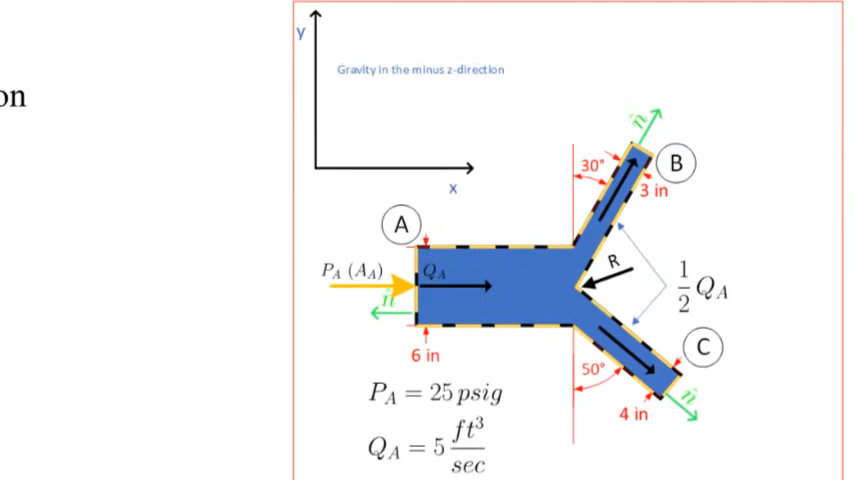 on
y
Gravity in the minus z-direction
x
n̂
B
30°
3 in
A
P_A (A_A)
Q_A
R
1/2 Q_A
n̂
6 in
C
50°
n̂
4 in
P_A = 25 psig
Q_A = 5 ft³/sec